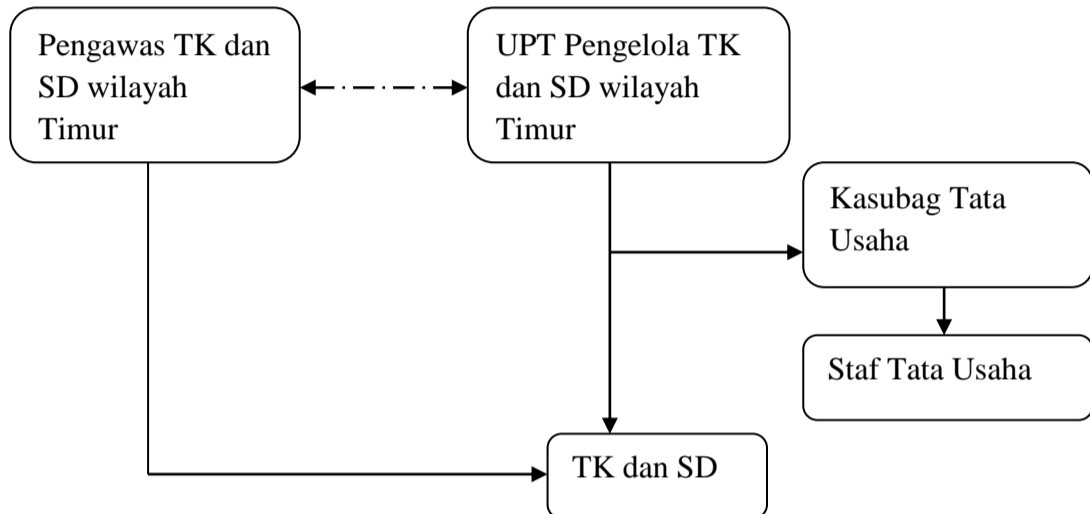 Pengawas TK dan
SD wilayah
Timur
UPT Pengelola TK
dan SD wilayah
Timur
Kasubag Tata
Usaha
Staf Tata Usaha
TK dan SD